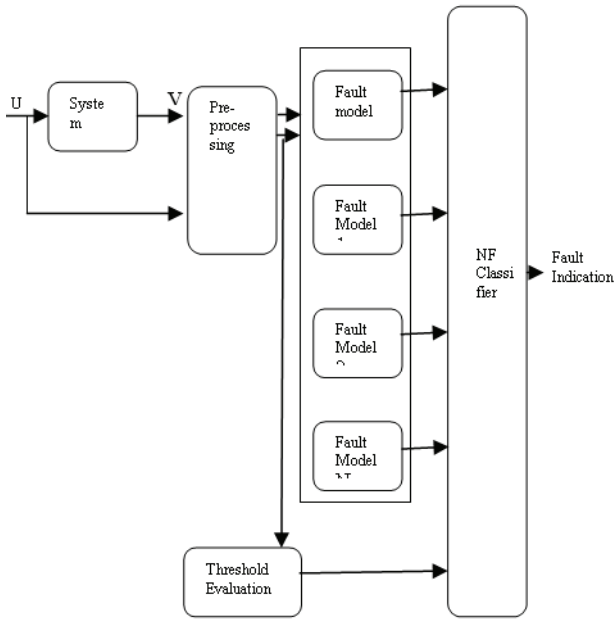 U
Syste
m
V
Pre-
proces
sing
Fault
model
Fault
Model
Fault
Model
Fault
Model
NF
Classi
fier
Fault
Indication
Threshold
Evaluation